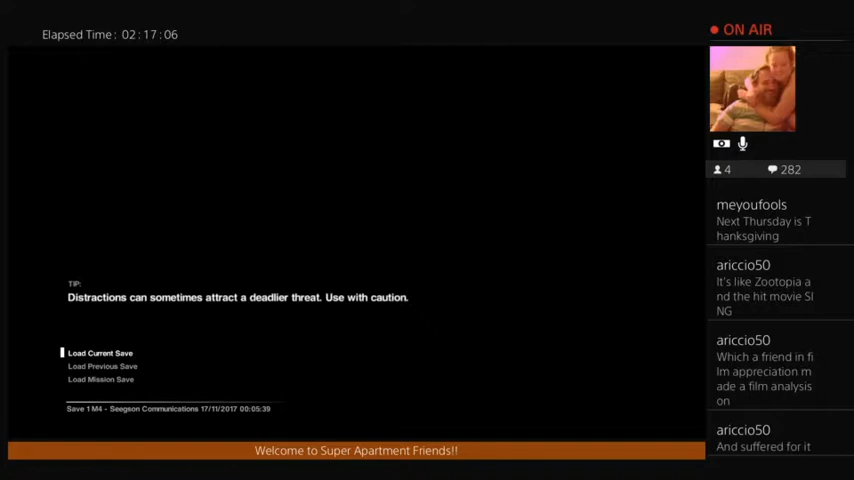 Elapsed Time: 02:17:06
ON AIR
4
282
meyoufools
Next Thursday is T
hanksgiving
ariccio50
It's like Zootopia a
nd the hit movie SI
NG
ariccio50
Which a friend in fi
lm appreciation m
ade a film analysis
on
ariccio50
And suffered for it
TIP:
Distractions can sometimes attract a deadlier threat. Use with caution.
Load Current Save
Load Previous Save
Load Mission Save
Save 1 M4 - Seegson Communications 17/11/2017 00:05:39
Welcome to Super Apartment Friends!!